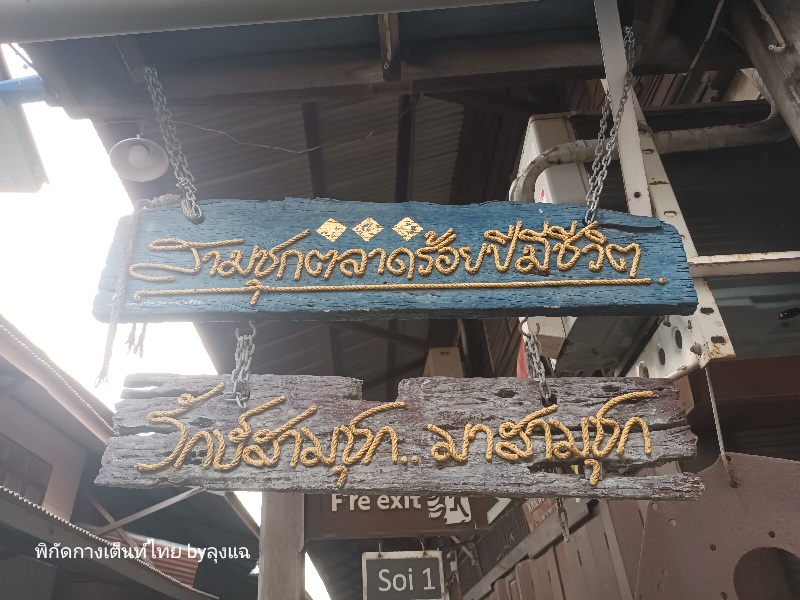 สามชุกตลาดร้อยปีมีชีวิต
รักษ์สามชุก.. มาสามชุก
Fire exit
Soi 1
พิกัดกางเต็นท์ไทย byลุงแฉ